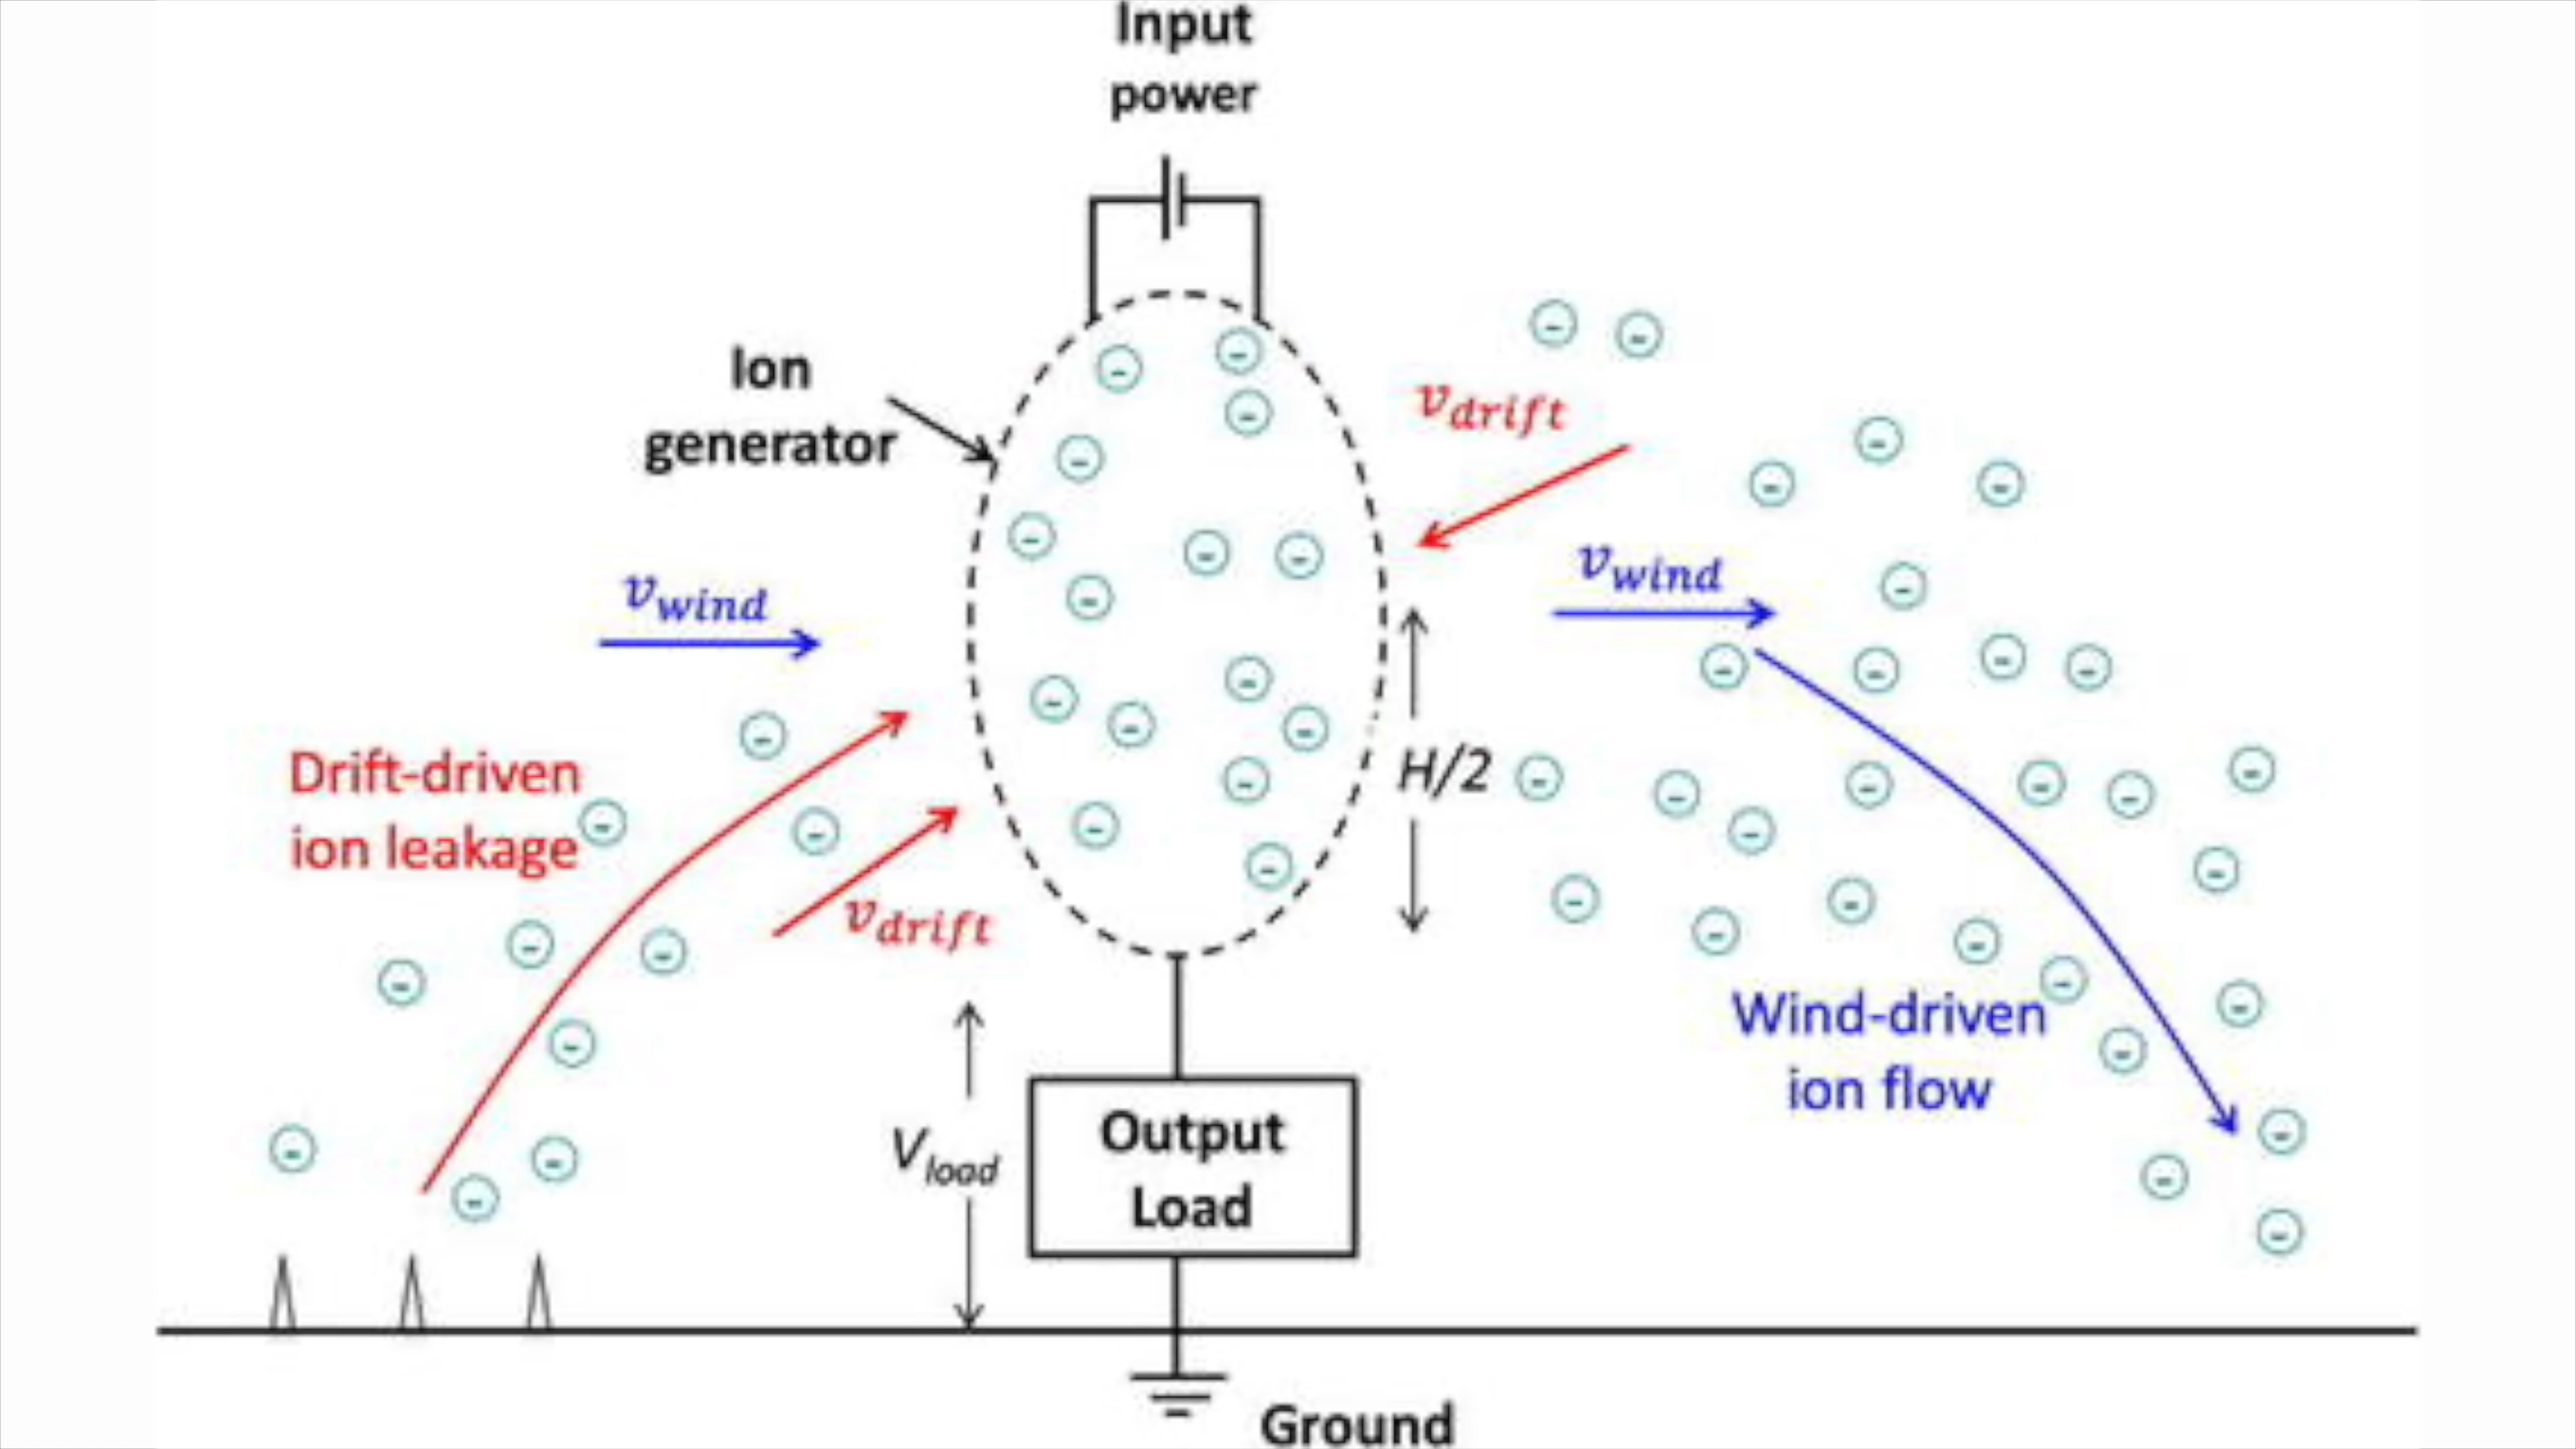 Input
power
Ion
generator
v_drift
v_wind
v_wind
Drift-driven
ion leakage
H/2
v_drift
Wind-driven
ion flow
V_load
Output
Load
Ground